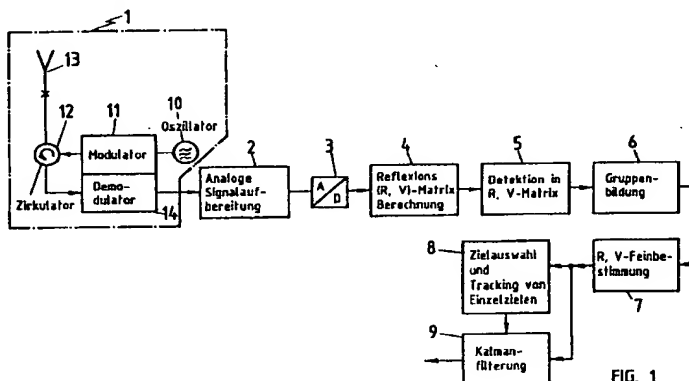 1
13
12
11
10
Oszillator
Modulator
Demo-
dulator
Zirkulator
14
2
Analoge
Signalauf-
bereitung
3
A
D
4
Reflexions
(R, V)-Matrix
Berechnung
5
Detektion in
R, V-Matrix
6
Gruppen-
bildung
8
Zielauswahl
und
Tracking von
Einzelzielen
R, V-Feinbe-
stimmung
7
9
Kalman-
filterung
FIG. 1